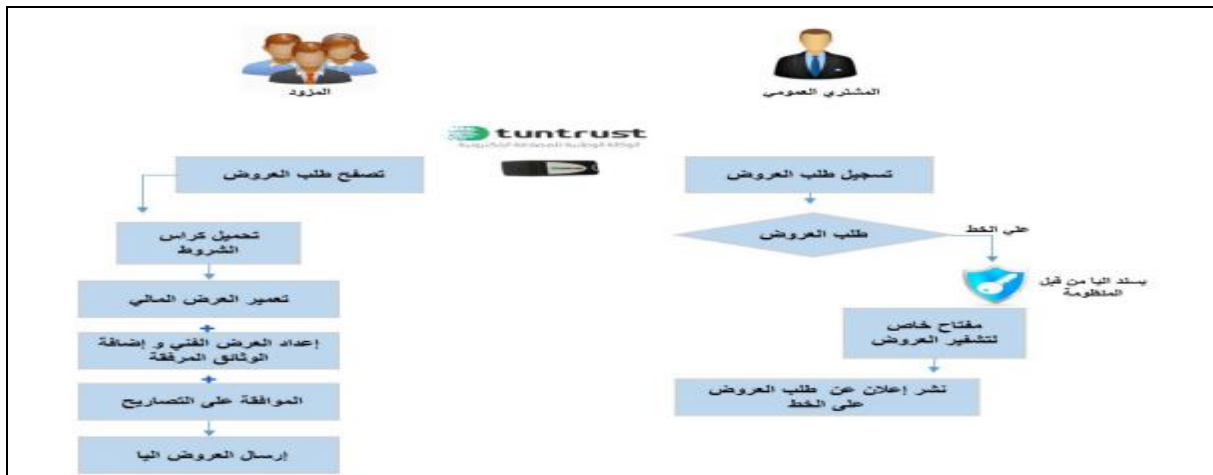 المشتري العمومي
المزود
tuntrust
الوكالة الوطنية للمصادقة الإلكترونية
تسجيل طلب العروض
طلب العروض
على الخط
يسند اليا من قبل
المنظومة
مفتاح خاص
لتشفير العروض
نشر إعلان عن طلب العروض
على الخط
تصفح طلب العروض
تحميل كراس
الشروط
تعمير العرض المالي
+
إعداد العرض الفني و إضافة
الوثائق المرفقة
+
الموافقة على التصاريح
إرسال العروض اليا